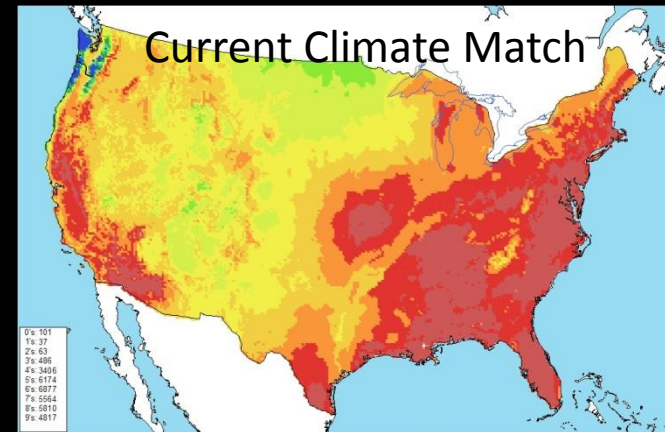 Current Climate Match
0's: 101
1's: 37
2's: 63
3's: 486
4's: 3406
5's: 6174
6's: 6877
7's: 5564
8's: 5810
9's: 4817